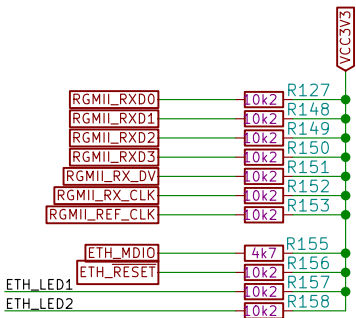 VCC3V3
RGMII_RXD0 10k2 R127
RGMII_RXD1 10k2 R148
RGMII_RXD2 10k2 R149
RGMII_RXD3 10k2 R150
RGMII_RX_DV 10k2 R151
RGMII_RX_CLK 10k2 R152
RGMII_REF_CLK 10k2 R153
ETH_MDIO 4k7 R155
ETH_RESET 10k2 R156
ETH_LED1 10k2 R157
ETH_LED2 10k2 R158